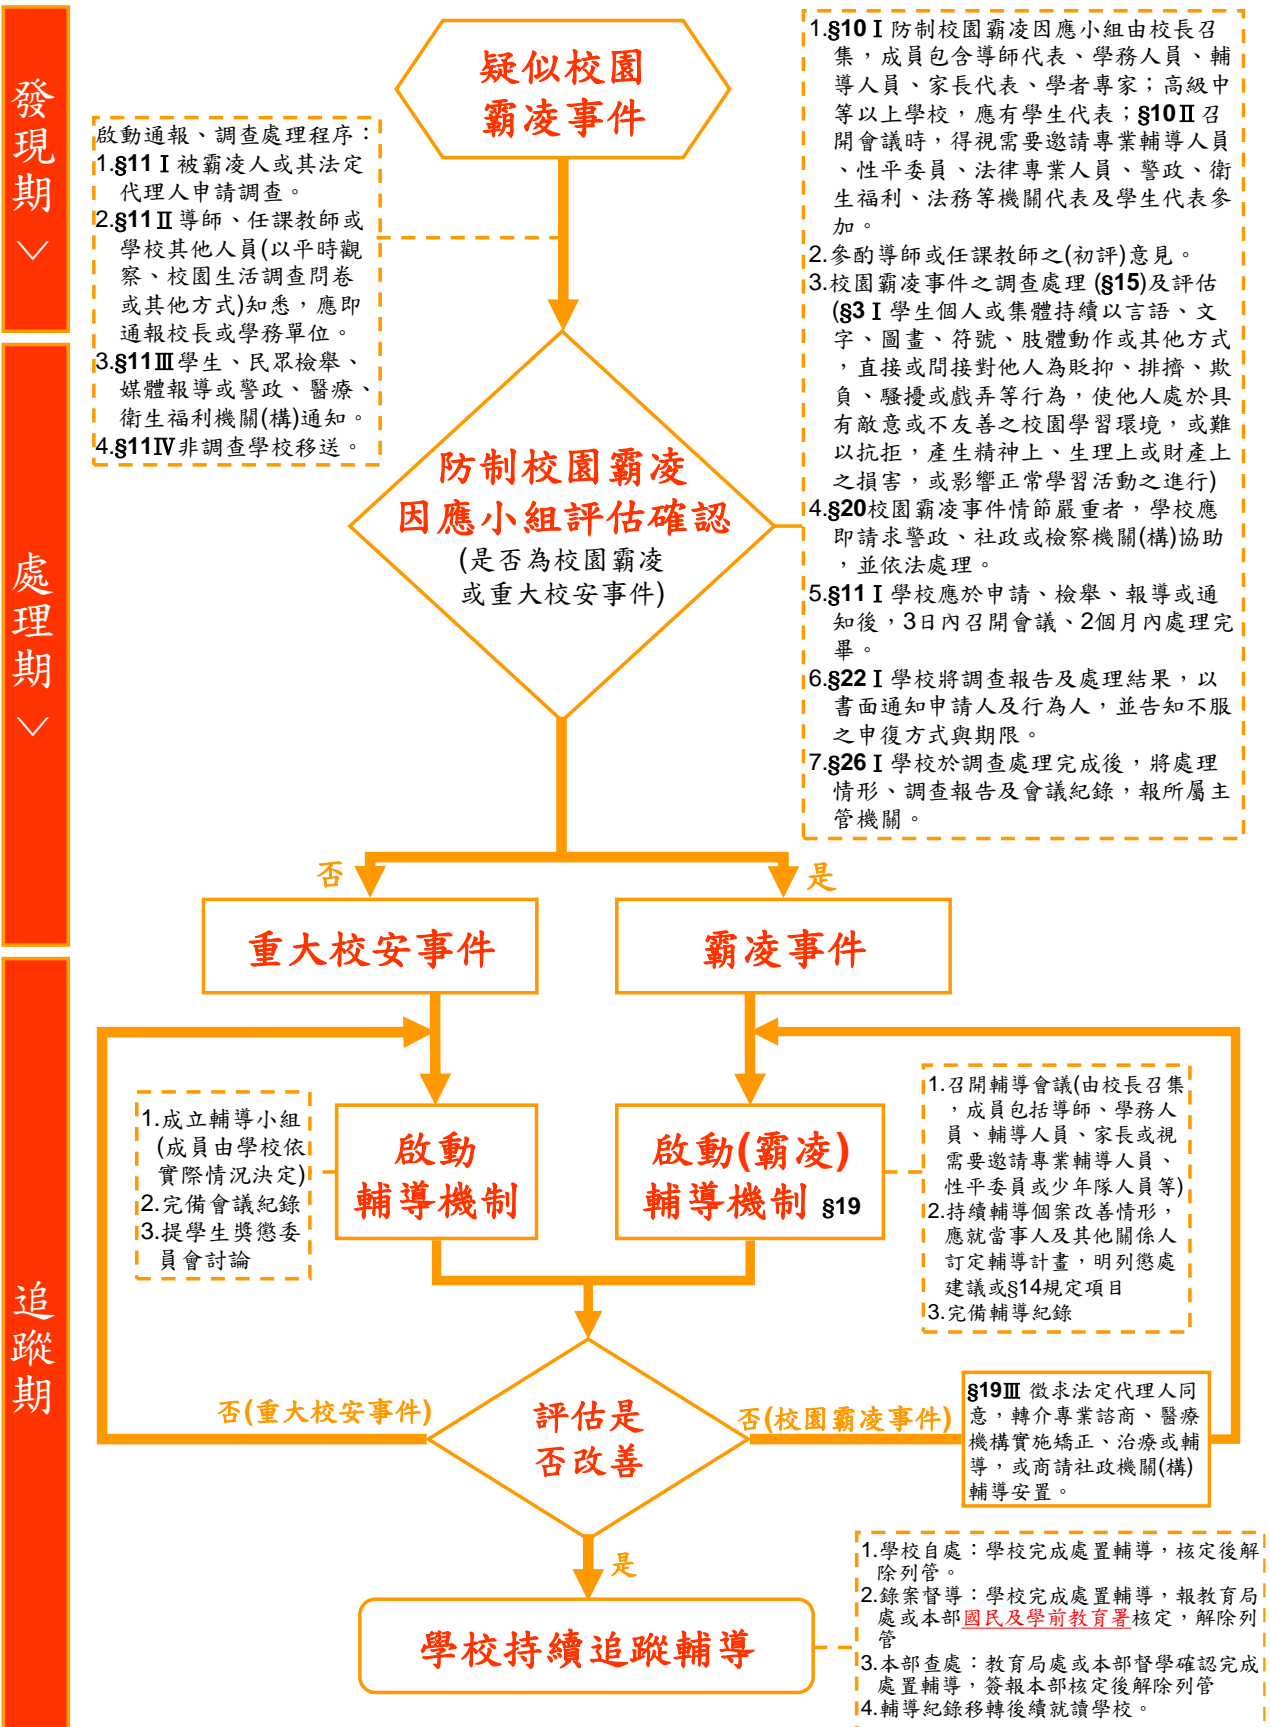 發現期
疑似校園
霸凌事件
啟動通報、調查處理程序：
1.§11Ⅰ被霸凌人或其法定
代理人申請調查。
2.§11Ⅱ導師、任課教師或
學校其他人員(以平時觀
察、校園生活調查問卷
或其他方式)知悉，應即
通報校長或學務單位。
3.§11Ⅲ學生、民眾檢舉、
媒體報導或警政、醫療、
衛生福利機關(構)通知。
4.§11Ⅳ非調查學校移送。
1.§10Ⅰ防制校園霸凌因應小組由校長召
集，成員包含導師代表、學務人員、輔
導人員、家長代表、學者專家；高級中
等以上學校，應有學生代表；§10Ⅱ召
開會議時，得視需要邀請專業輔導人員
、性平委員、法律專業人員、警政、衛
生福利、法務等機關代表及學生代表參
加。
2.參酌導師或任課教師之(初評)意見。
3.校園霸凌事件之調查處理 (§15)及評估
(§3Ⅰ學生個人或集體持續以言語、文
字、圖畫、符號、肢體動作或其他方式
，直接或間接對他人為貶抑、排擠、欺
負、騷擾或戲弄等行為，使他人處於具
有敵意或不友善之校園學習環境，或難
以抗拒，產生精神上、生理上或財產上
之損害，或影響正常學習活動之進行)
4.§20校園霸凌事件情節嚴重者，學校應
即請求警政、社政或檢察機關(構)協助
，並依法處理。
5.§11Ⅰ學校應於申請、檢舉、報導或通
知後，3日內召開會議、2個月內處理完
畢。
6.§22Ⅰ學校將調查報告及處理結果，以
書面通知申請人及行為人，並告知不服
之申復方式與期限。
7.§26Ⅰ學校於調查處理完成後，將處理
情形、調查報告及會議紀錄，報所屬主
管機關。
處理期
防制校園霸凌
因應小組評估確認
(是否為校園霸凌
或重大校安事件)
否
是
重大校安事件
霸凌事件
追蹤期
1.成立輔導小組
(成員由學校依
實際情況決定)
2.完備會議紀錄
3.提學生獎懲委
員會討論
啟動
輔導機制
啟動(霸凌)
輔導機制 §19
1.召開輔導會議(由校長召集
，成員包括導師、學務人
員、輔導人員、家長或視
需要邀請專業輔導人員、
性平委員或少年隊人員等)
2.持續輔導個案改善情形，
應就當事人及其他關係人
訂定輔導計畫，明列懲處
建議或§14規定項目
3.完備輔導紀錄
否(重大校安事件)
評估是
否改善
否(校園霸凌事件)
§19Ⅲ 徵求法定代理人同
意，轉介專業諮商、醫療
機構實施矯正、治療或輔
導，或商請社政機關(構)
輔導安置。
是
學校持續追蹤輔導
1.學校自處：學校完成處置輔導，核定後解
除列管。
2.錄案督導：學校完成處置輔導，報教育局
處或本部國民及學前教育署核定，解除列
管
3.本部查處：教育局處或本部督學確認完成
處置輔導，簽報本部核定後解除列管
4.輔導紀錄移轉後續就讀學校。